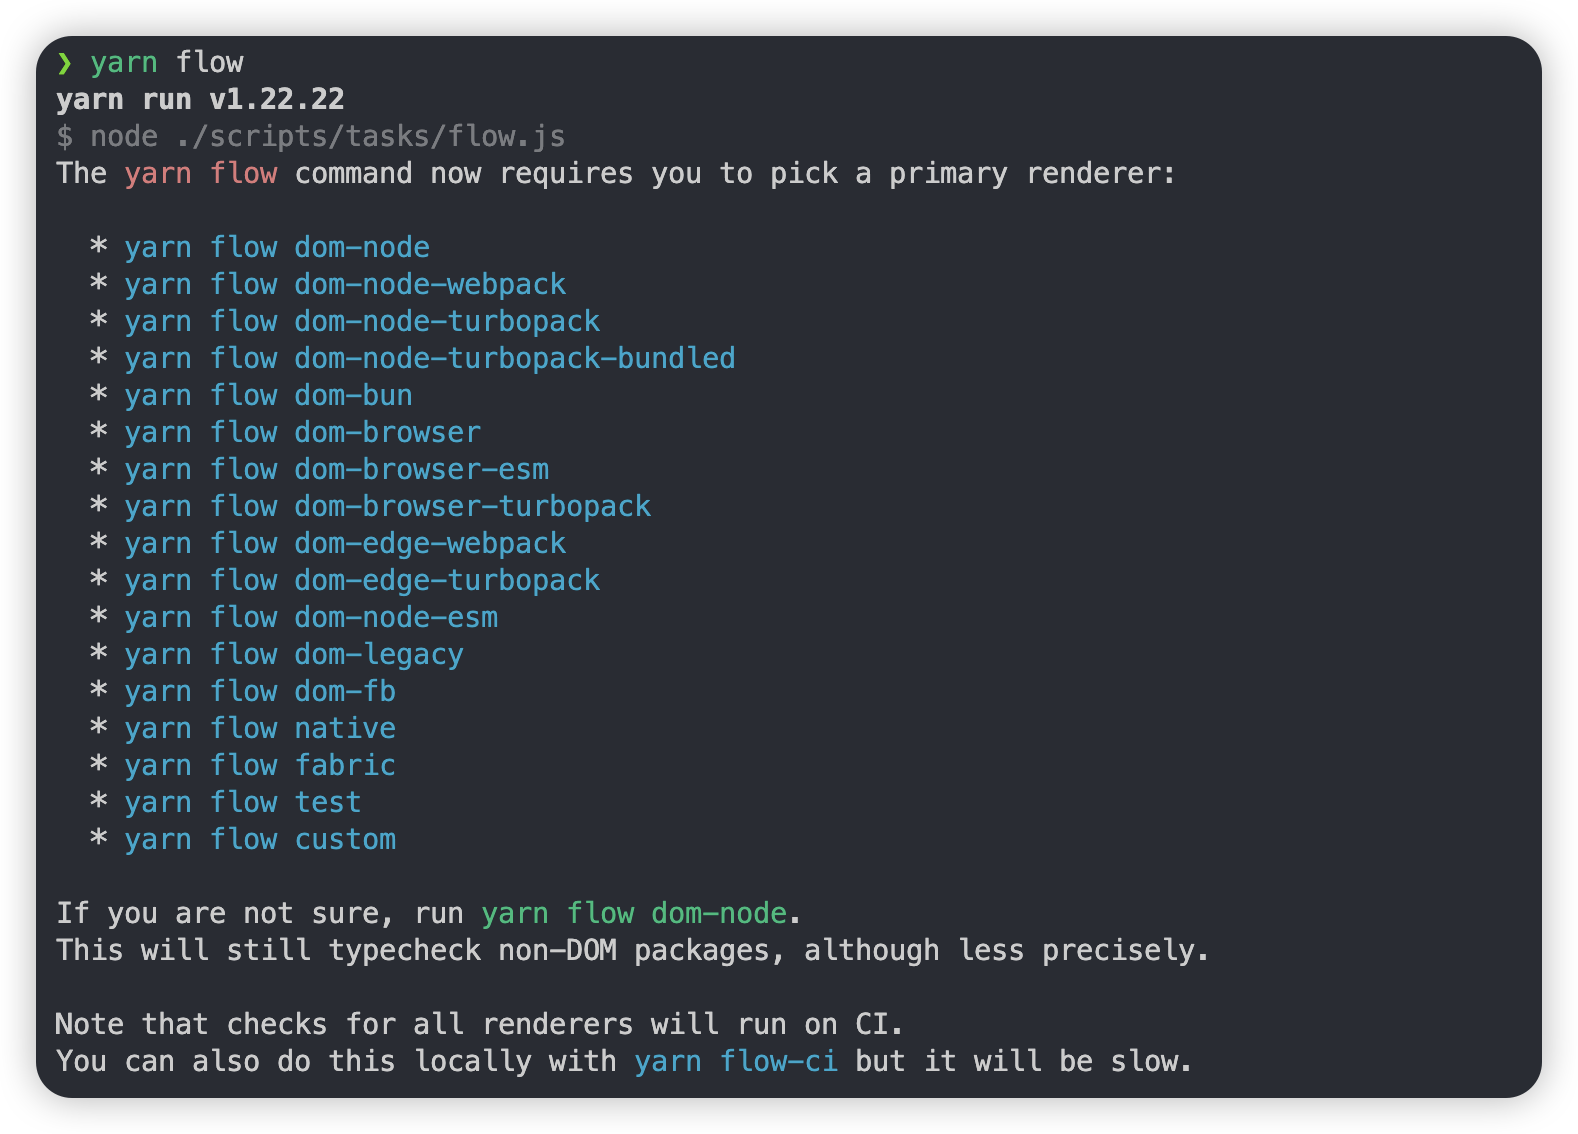 ❯ yarn flow
yarn run v1.22.22
$ node ./scripts/tasks/flow.js
The yarn flow command now requires you to pick a primary renderer:
* yarn flow dom-node
* yarn flow dom-node-webpack
* yarn flow dom-node-turbopack
* yarn flow dom-node-turbopack-bundled
* yarn flow dom-bun
* yarn flow dom-browser
* yarn flow dom-browser-esm
* yarn flow dom-browser-turbopack
* yarn flow dom-edge-webpack
* yarn flow dom-edge-turbopack
* yarn flow dom-node-esm
* yarn flow dom-legacy
* yarn flow dom-fb
* yarn flow native
* yarn flow fabric
* yarn flow test
* yarn flow custom
If you are not sure, run yarn flow dom-node.
This will still typecheck non-DOM packages, although less precisely.
Note that checks for all renderers will run on CI.
You can also do this locally with yarn flow-ci but it will be slow.